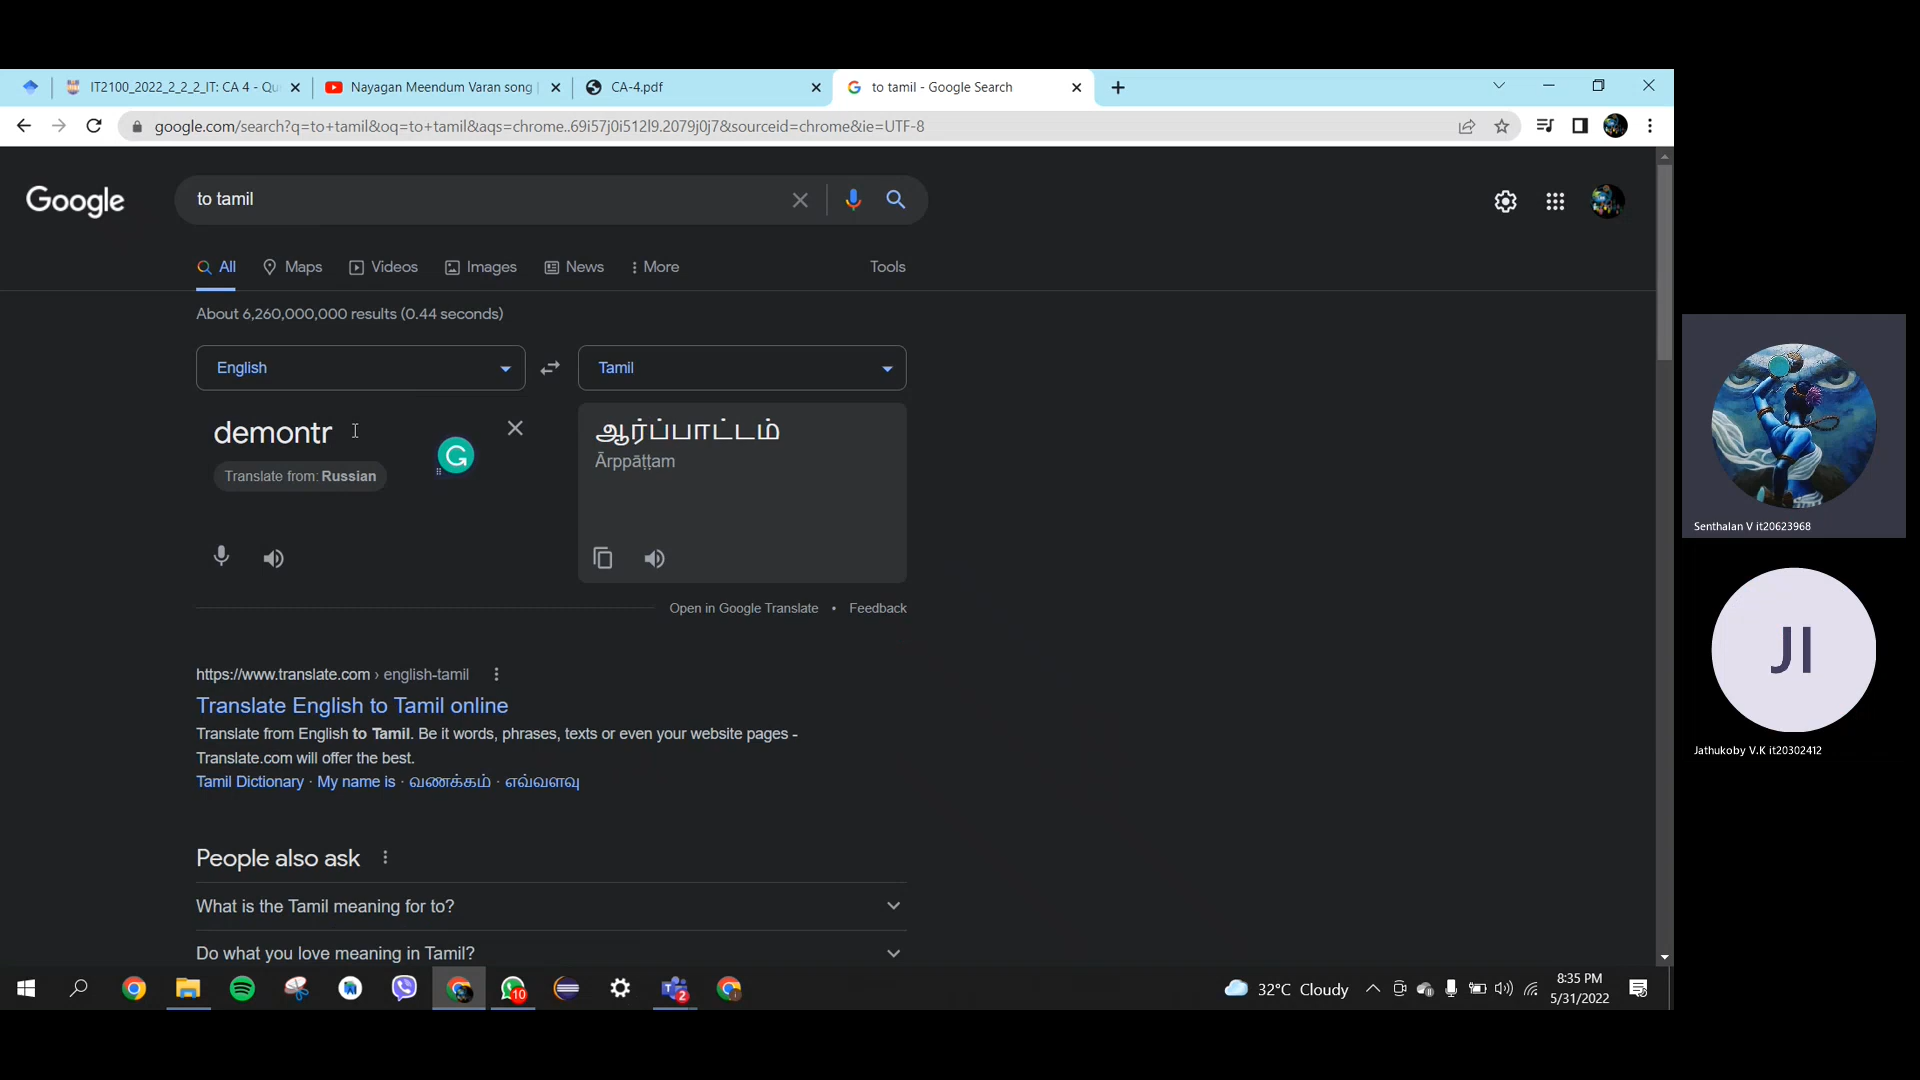 IT2100_2022_2_2_2_IT: CA 4 - Qu
Nayagan Meendum Varan song |
CA-4.pdf
to tamil - Google Search
google.com/search?q=to+tamil&oq=to+tamil&aqs=chrome..69i57j0i512l9.2079j0j7&sourceid=chrome&ie=UTF-8
Google
to tamil
All
Maps
Videos
Images
News
More
Tools
About 6,260,000,000 results (0.44 seconds)
English
Tamil
demontr
ஆர்ப்பாட்டம்
Ārppāṭṭam
Translate from: Russian
Open in Google Translate • Feedback
https://www.translate.com › english-tamil
Translate English to Tamil online
Translate from English to Tamil. Be it words, phrases, texts or even your website pages -
Translate.com will offer the best.
Tamil Dictionary · My name is · வணக்கம் · எவ்வளவு
People also ask
What is the Tamil meaning for to?
Do what you love meaning in Tamil?
10
2
32°C Cloudy
8:35 PM
5/31/2022
Senthalan V it20623968
JI
Jathukoby V.K it20302412